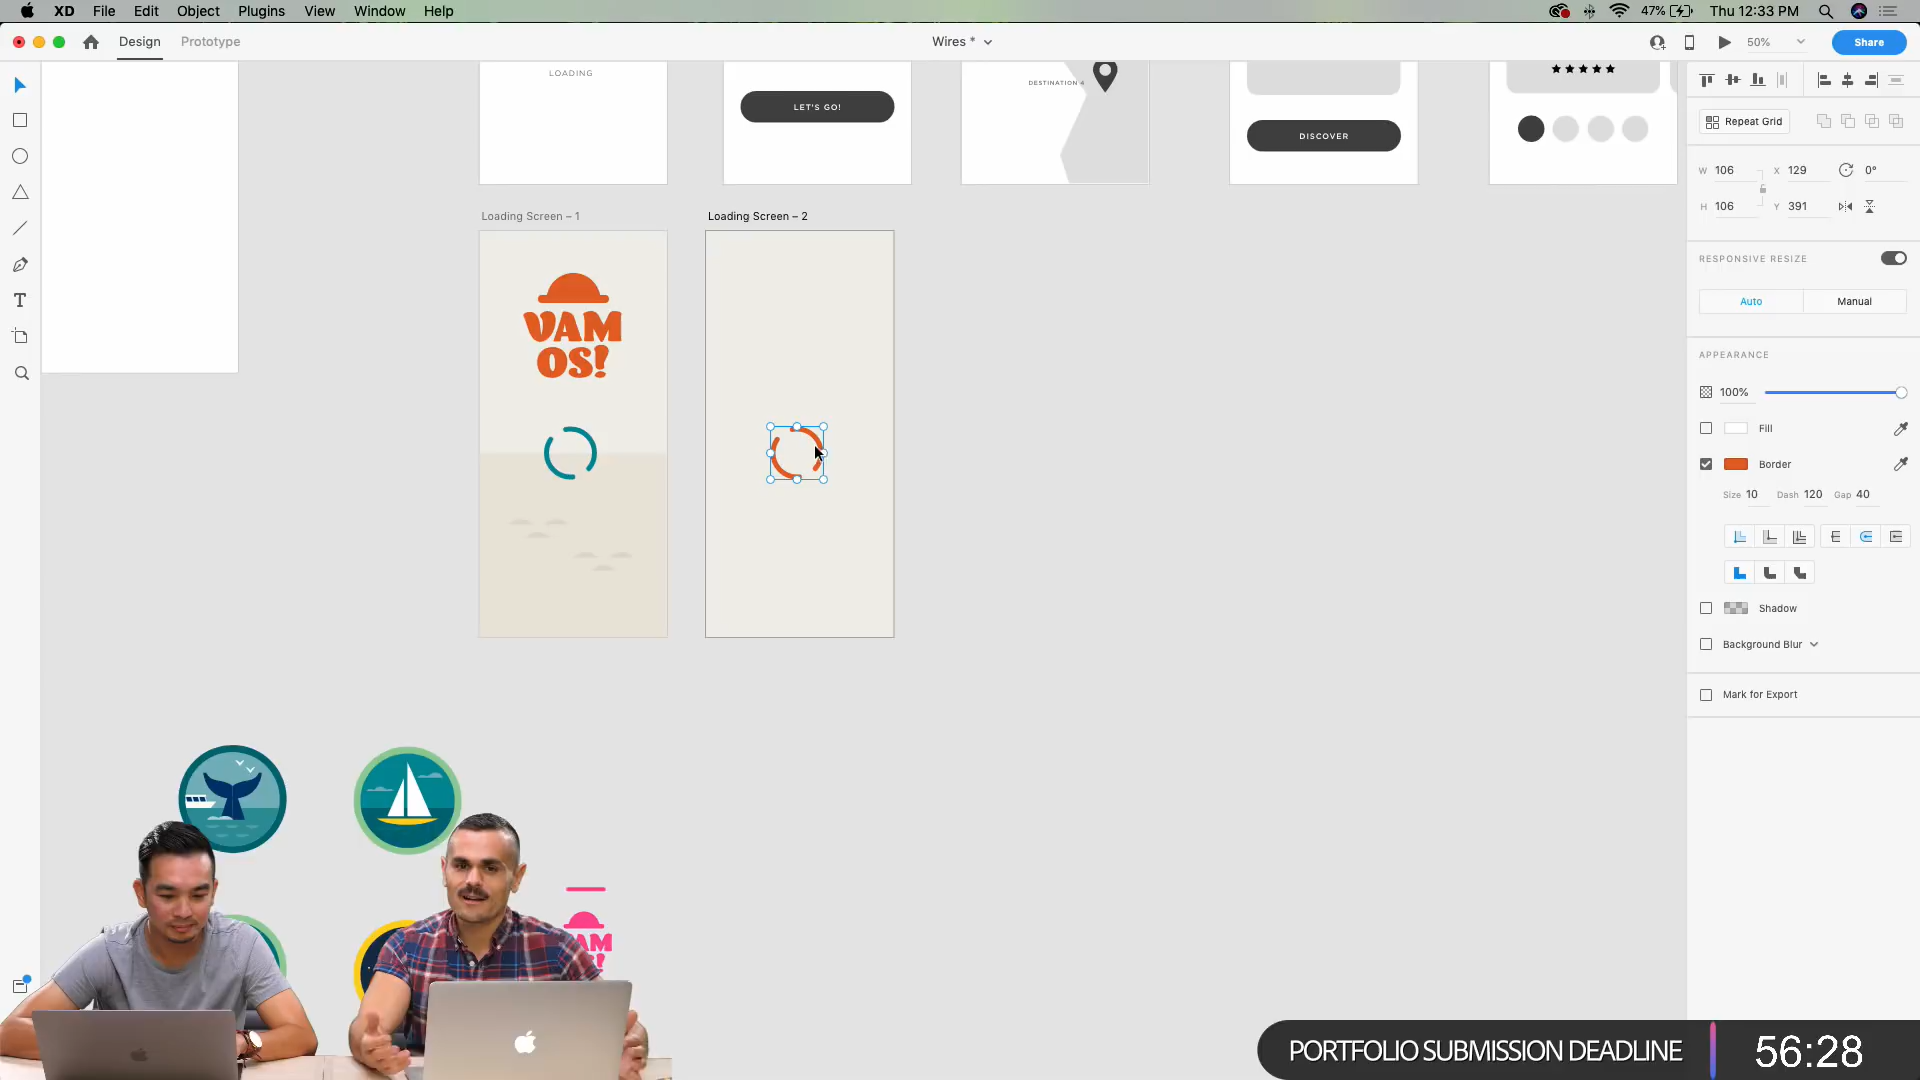 XD File Edit Object Plugins View Window Help
47% Thu 12:33 PM
Design Prototype
Wires *
50%
Share
LOADING
LET'S GO!
DESTINATION 4
DISCOVER
Repeat Grid
W 106 X 129 0°
H 106 Y 391
RESPONSIVE RESIZE
Auto Manual
APPEARANCE
100%
Fill
Border
Size 10 Dash 120 Gap 40
Shadow
Background Blur
Mark for Export
Loading Screen – 1
Loading Screen – 2
VAM
OS!
AM
PORTFOLIO SUBMISSION DEADLINE
56:28